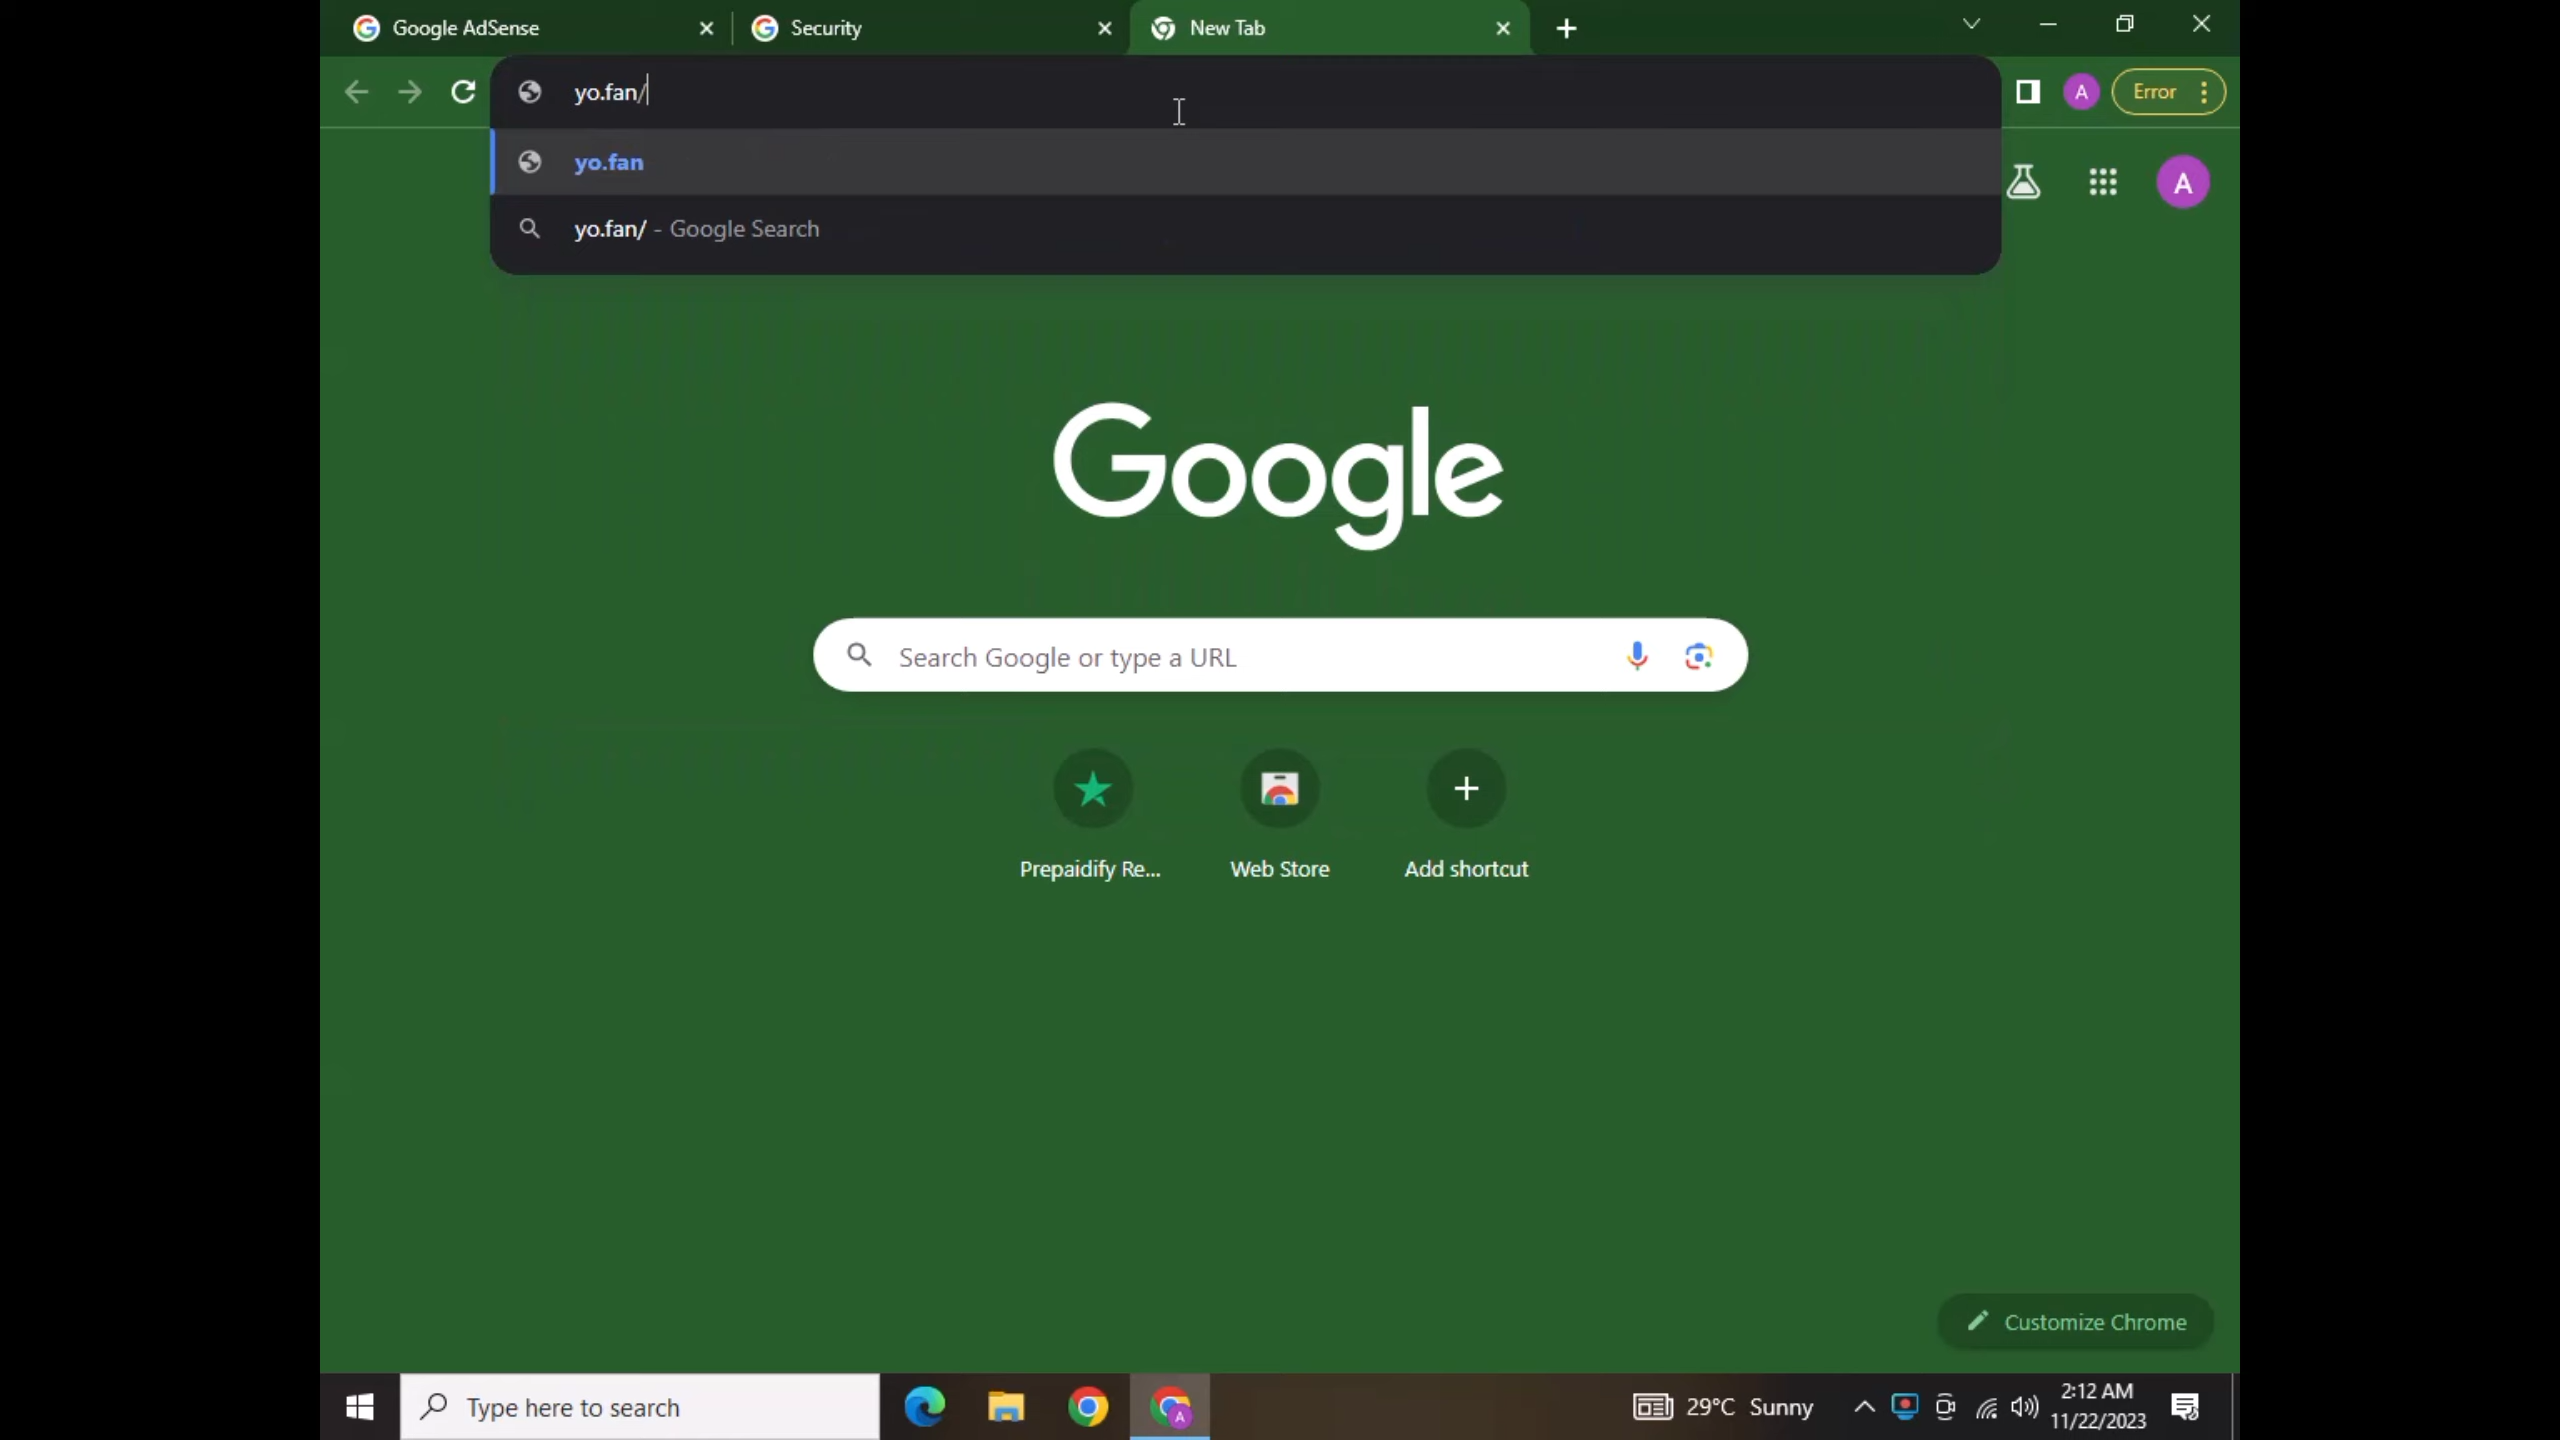 Google AdSense
Security
New Tab
yo.fan/
A
Error
yo.fan
yo.fan/ - Google Search
A
Google
Search Google or type a URL
Prepaidify Re...
Web Store
Add shortcut
Customize Chrome
Type here to search
A
29°C Sunny
2:12 AM
11/22/2023